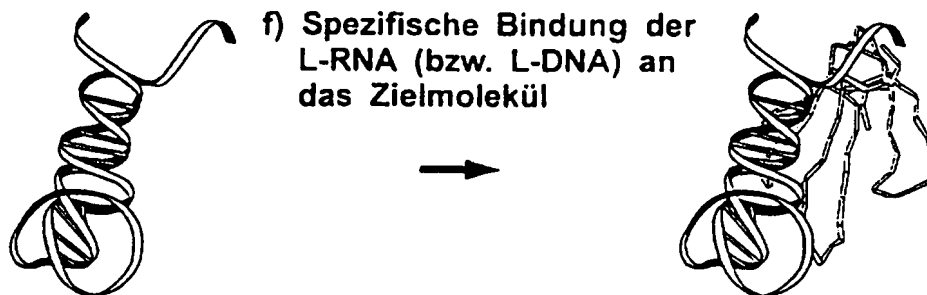 f) Spezifische Bindung der
L-RNA (bzw. L-DNA) an
das Zielmolekül